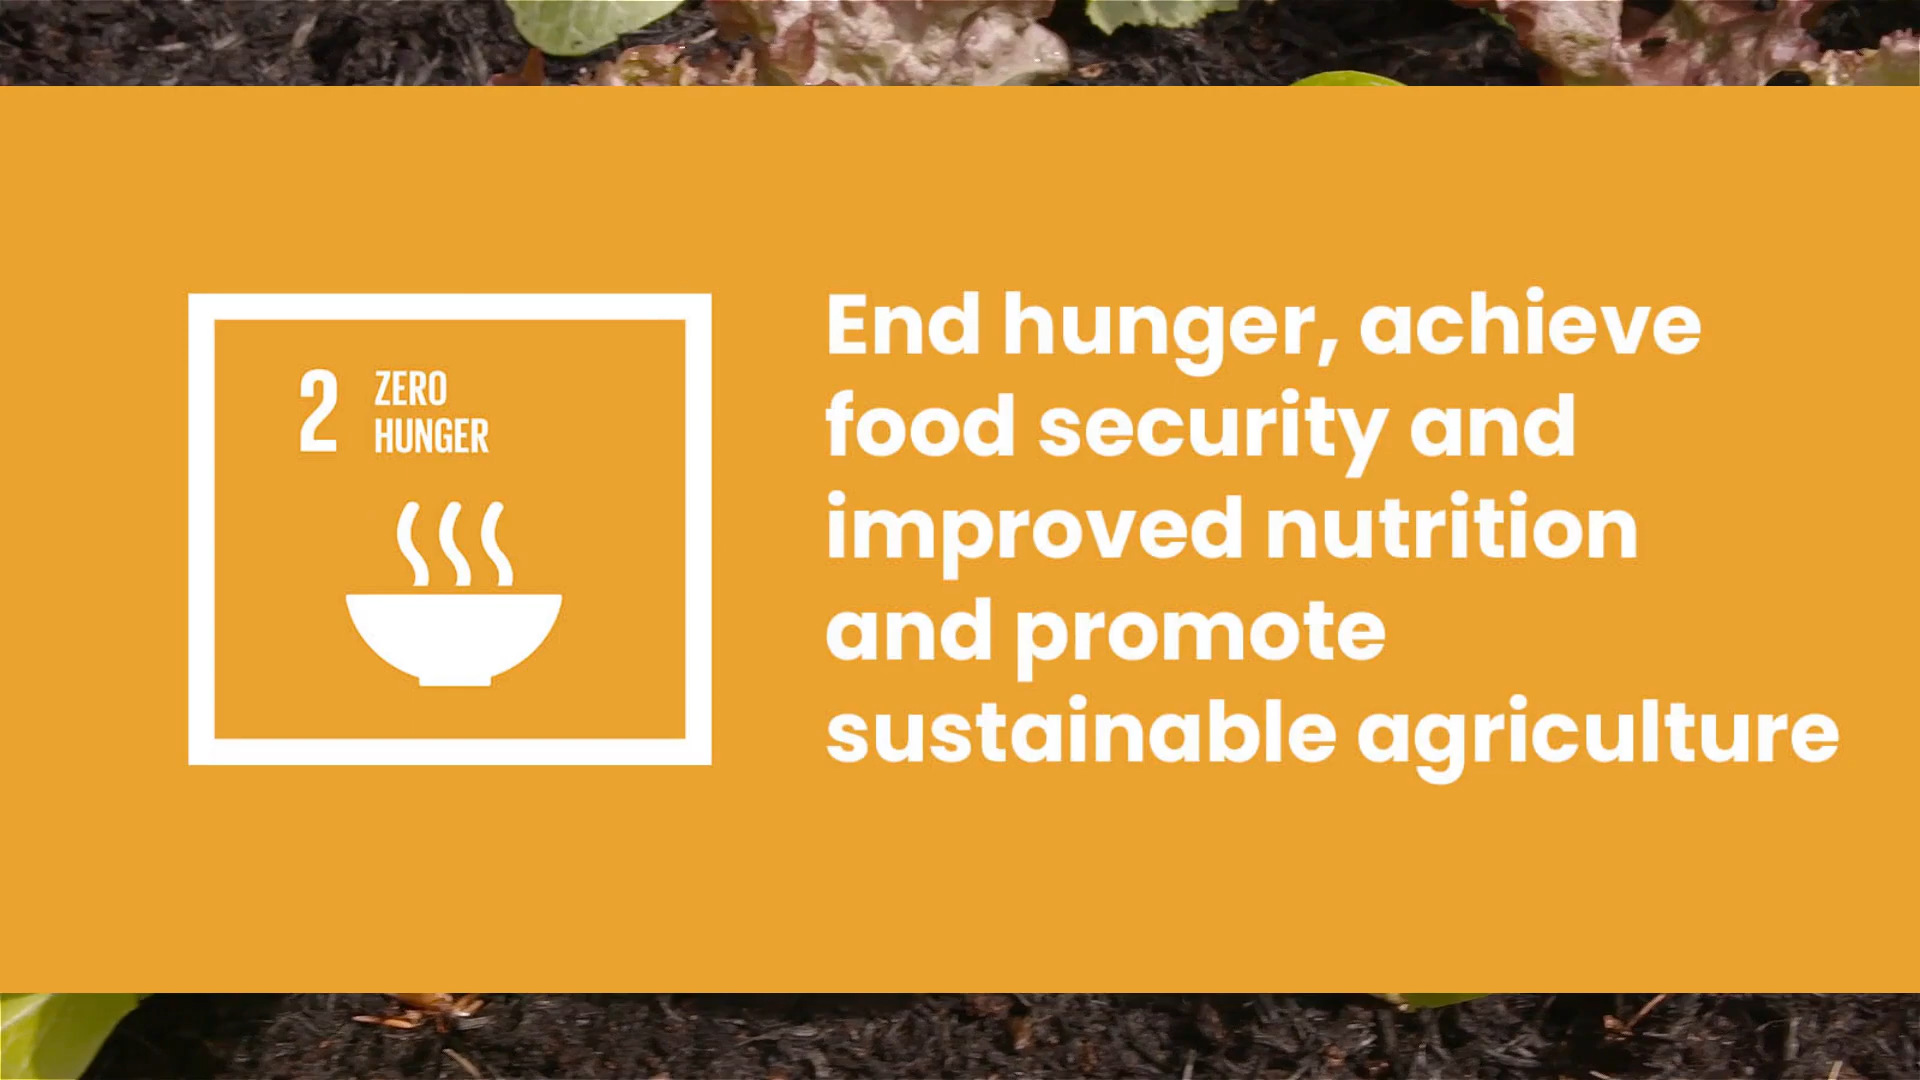 2
ZERO
HUNGER
End hunger, achieve
food security and
improved nutrition
and promote
sustainable agriculture